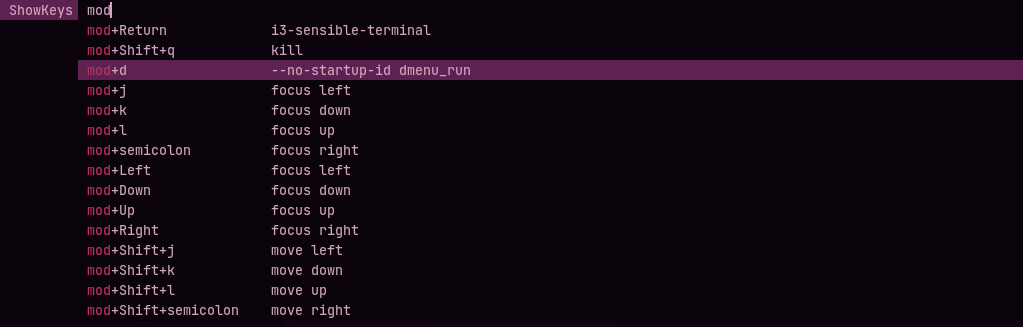 ShowKeys mod
mod+Return i3-sensible-terminal
mod+Shift+q kill
mod+d --no-startup-id dmenu_run
mod+j focus left
mod+k focus down
mod+l focus up
mod+semicolon focus right
mod+Left focus left
mod+Down focus down
mod+Up focus up
mod+Right focus right
mod+Shift+j move left
mod+Shift+k move down
mod+Shift+l move up
mod+Shift+semicolon move right